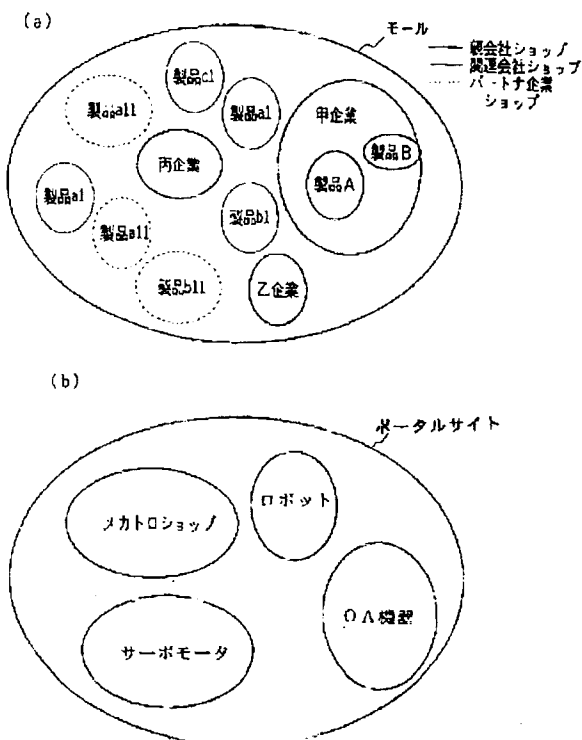 (a)
モール
親会社ショップ
関連会社ショップ
パートナ企業
ショップ
製品c1
製品a11
製品a1
甲企業
製品B
丙企業
製品A
製品a1
製品b1
製品a11
製品b11
乙企業
(b)
ポータルサイト
ロボット
メカトロショップ
OA機器
サーボモータ